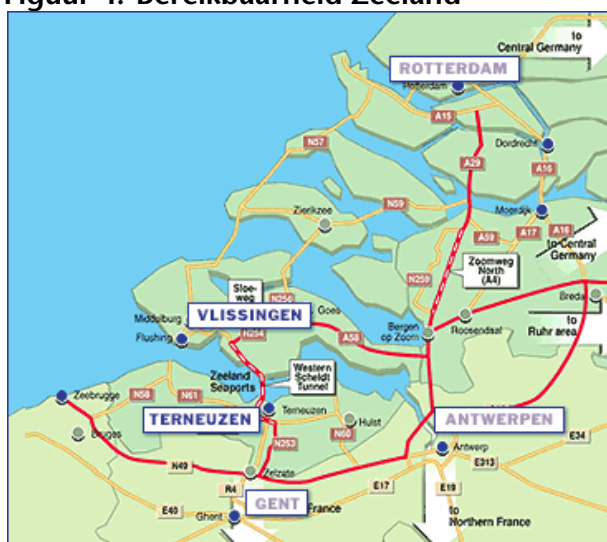 Figuur 4: Bereikbaarheid Zeeland
to
Central Germany
ROTTERDAM
Rotterdam
A15
N57
Dordrecht
A29
A16
Zierikzee
N59
Moerdijk
A59
A17
A16
to Central
Germany
Zoomweg
North
(A4)
N259
Sloe-
weg
N256
Goes
Breda
VLISSINGEN
Middelburg
N254
A58
Bergen
op Zoom
Roosendaal
to
Ruhr area
Flushing
Zeeland
Seaports
Western
Scheldt
Tunnel
Zeebrugge
N58
N61
TERNEUZEN
Terneuzen
Hulst
ANTWERPEN
Bruges
N253
N60
Antwerp
E34
N49
Zelzate
E313
R4
GENT
E17
E19
E40
Ghent
France
to
Northern France